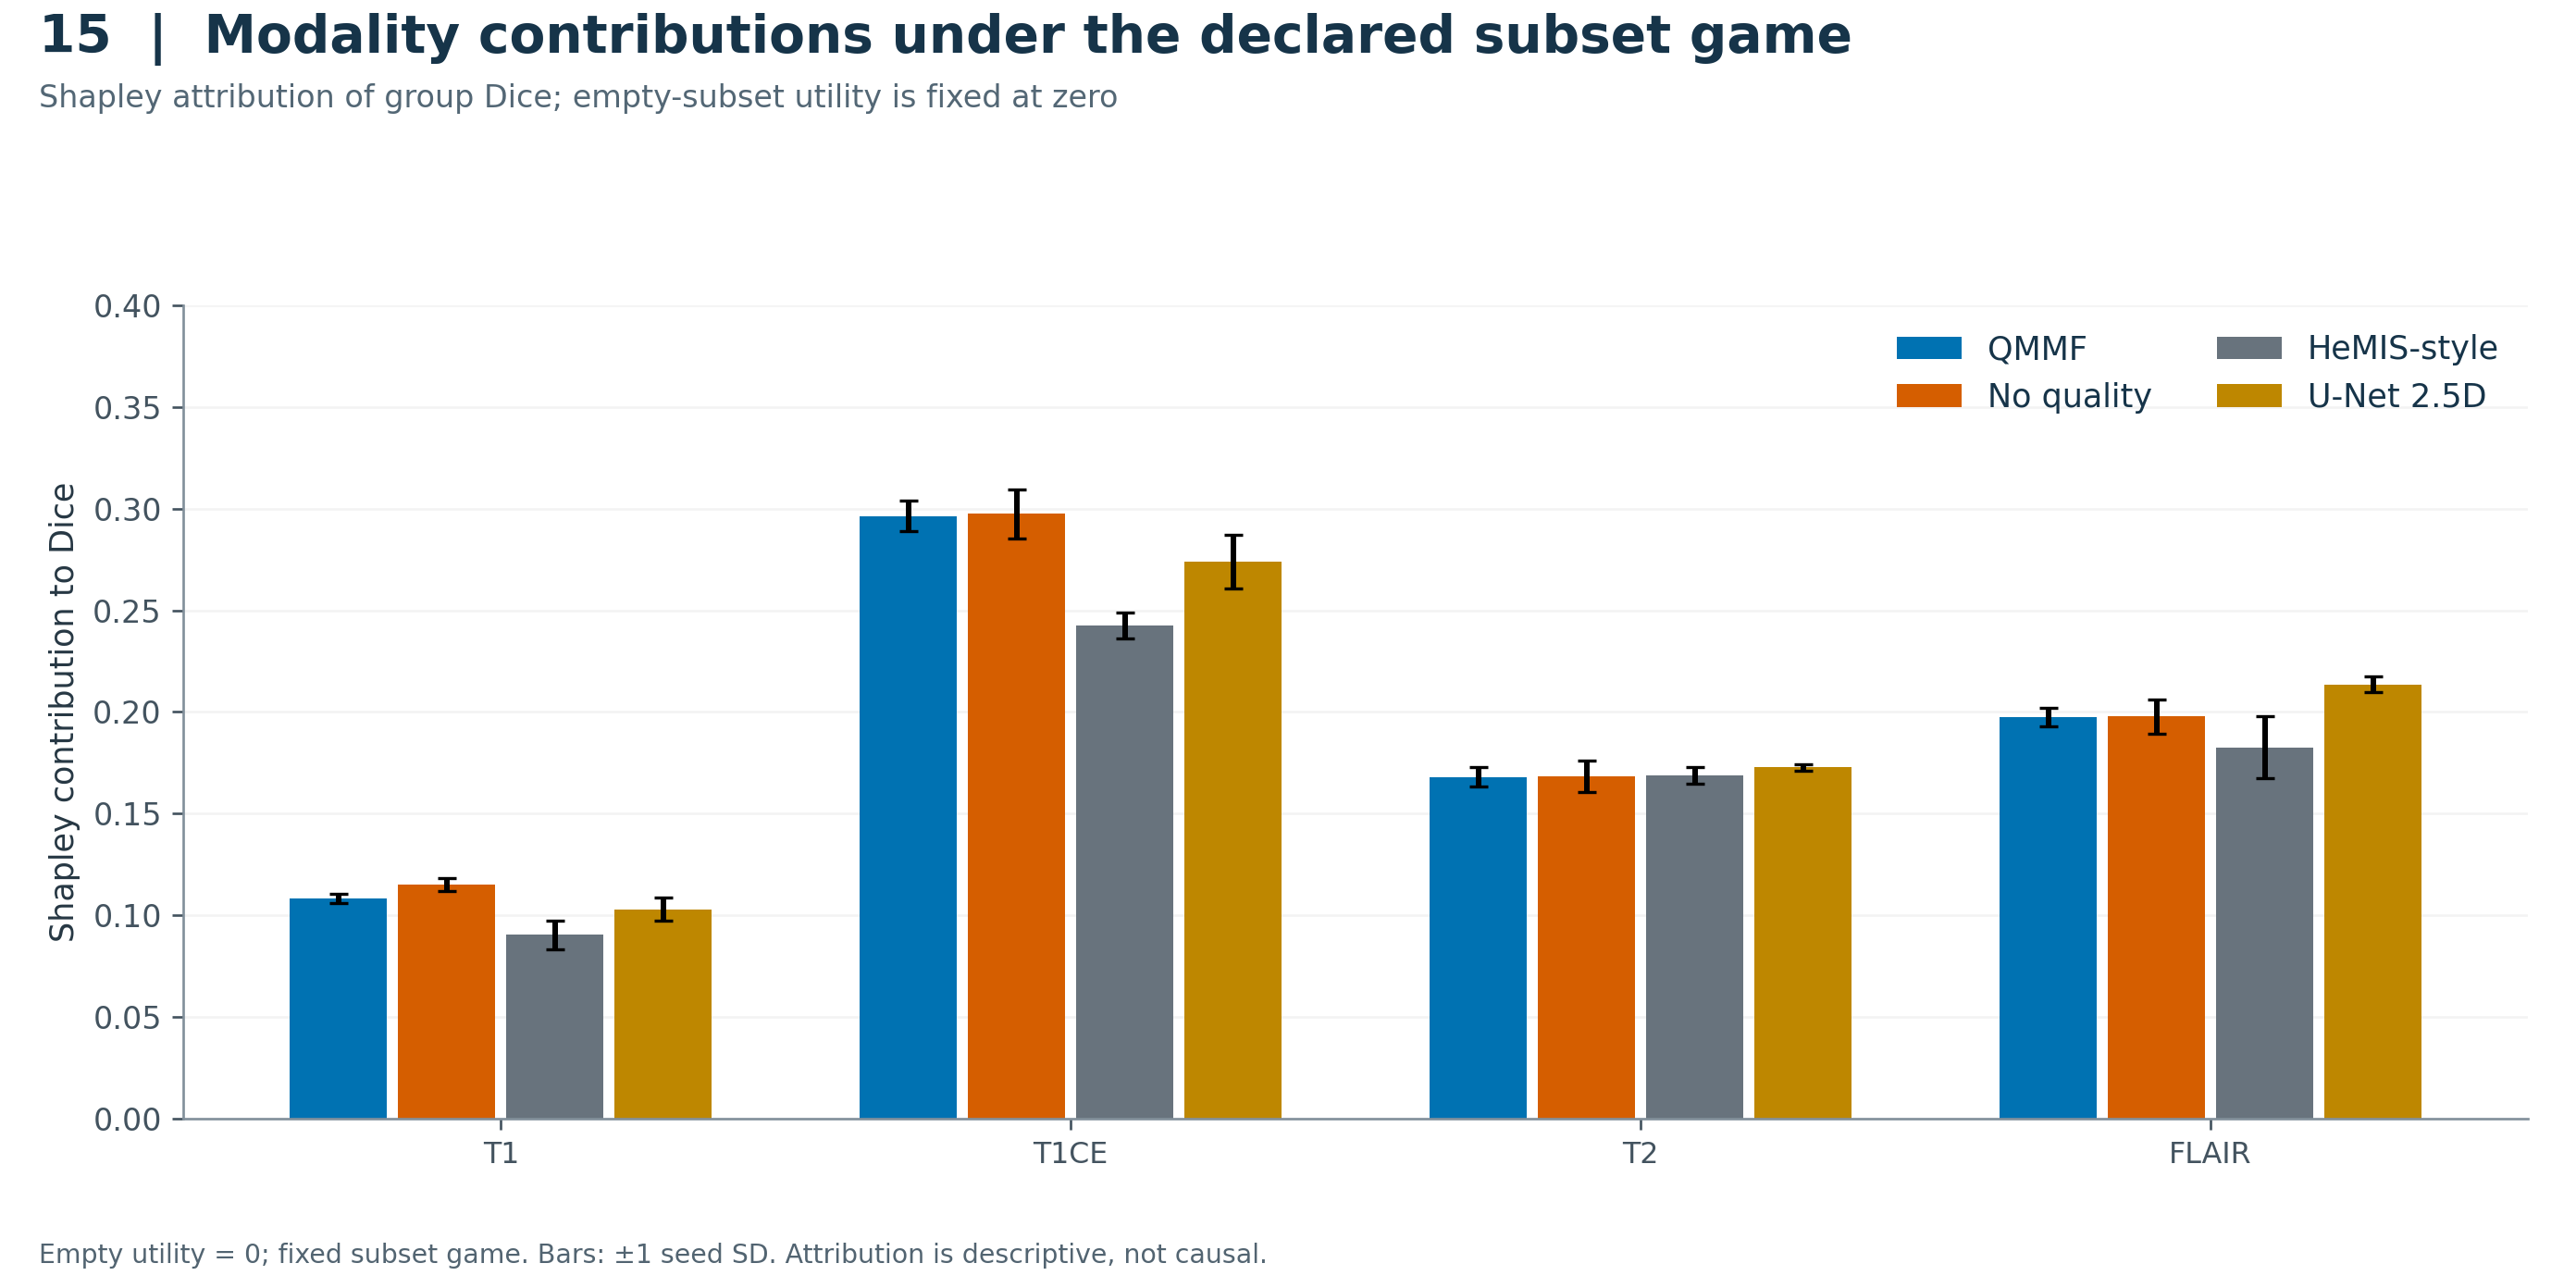 15 | Modality contributions under the declared subset game
Shapley attribution of group Dice; empty-subset utility is fixed at zero
QMMF
No quality
HeMIS-style
U-Net 2.5D
Shapley contribution to Dice
0.40
0.35
0.30
0.25
0.20
0.15
0.10
0.05
0.00
T1
T1CE
T2
FLAIR
Empty utility = 0; fixed subset game. Bars: ±1 seed SD. Attribution is descriptive, not causal.